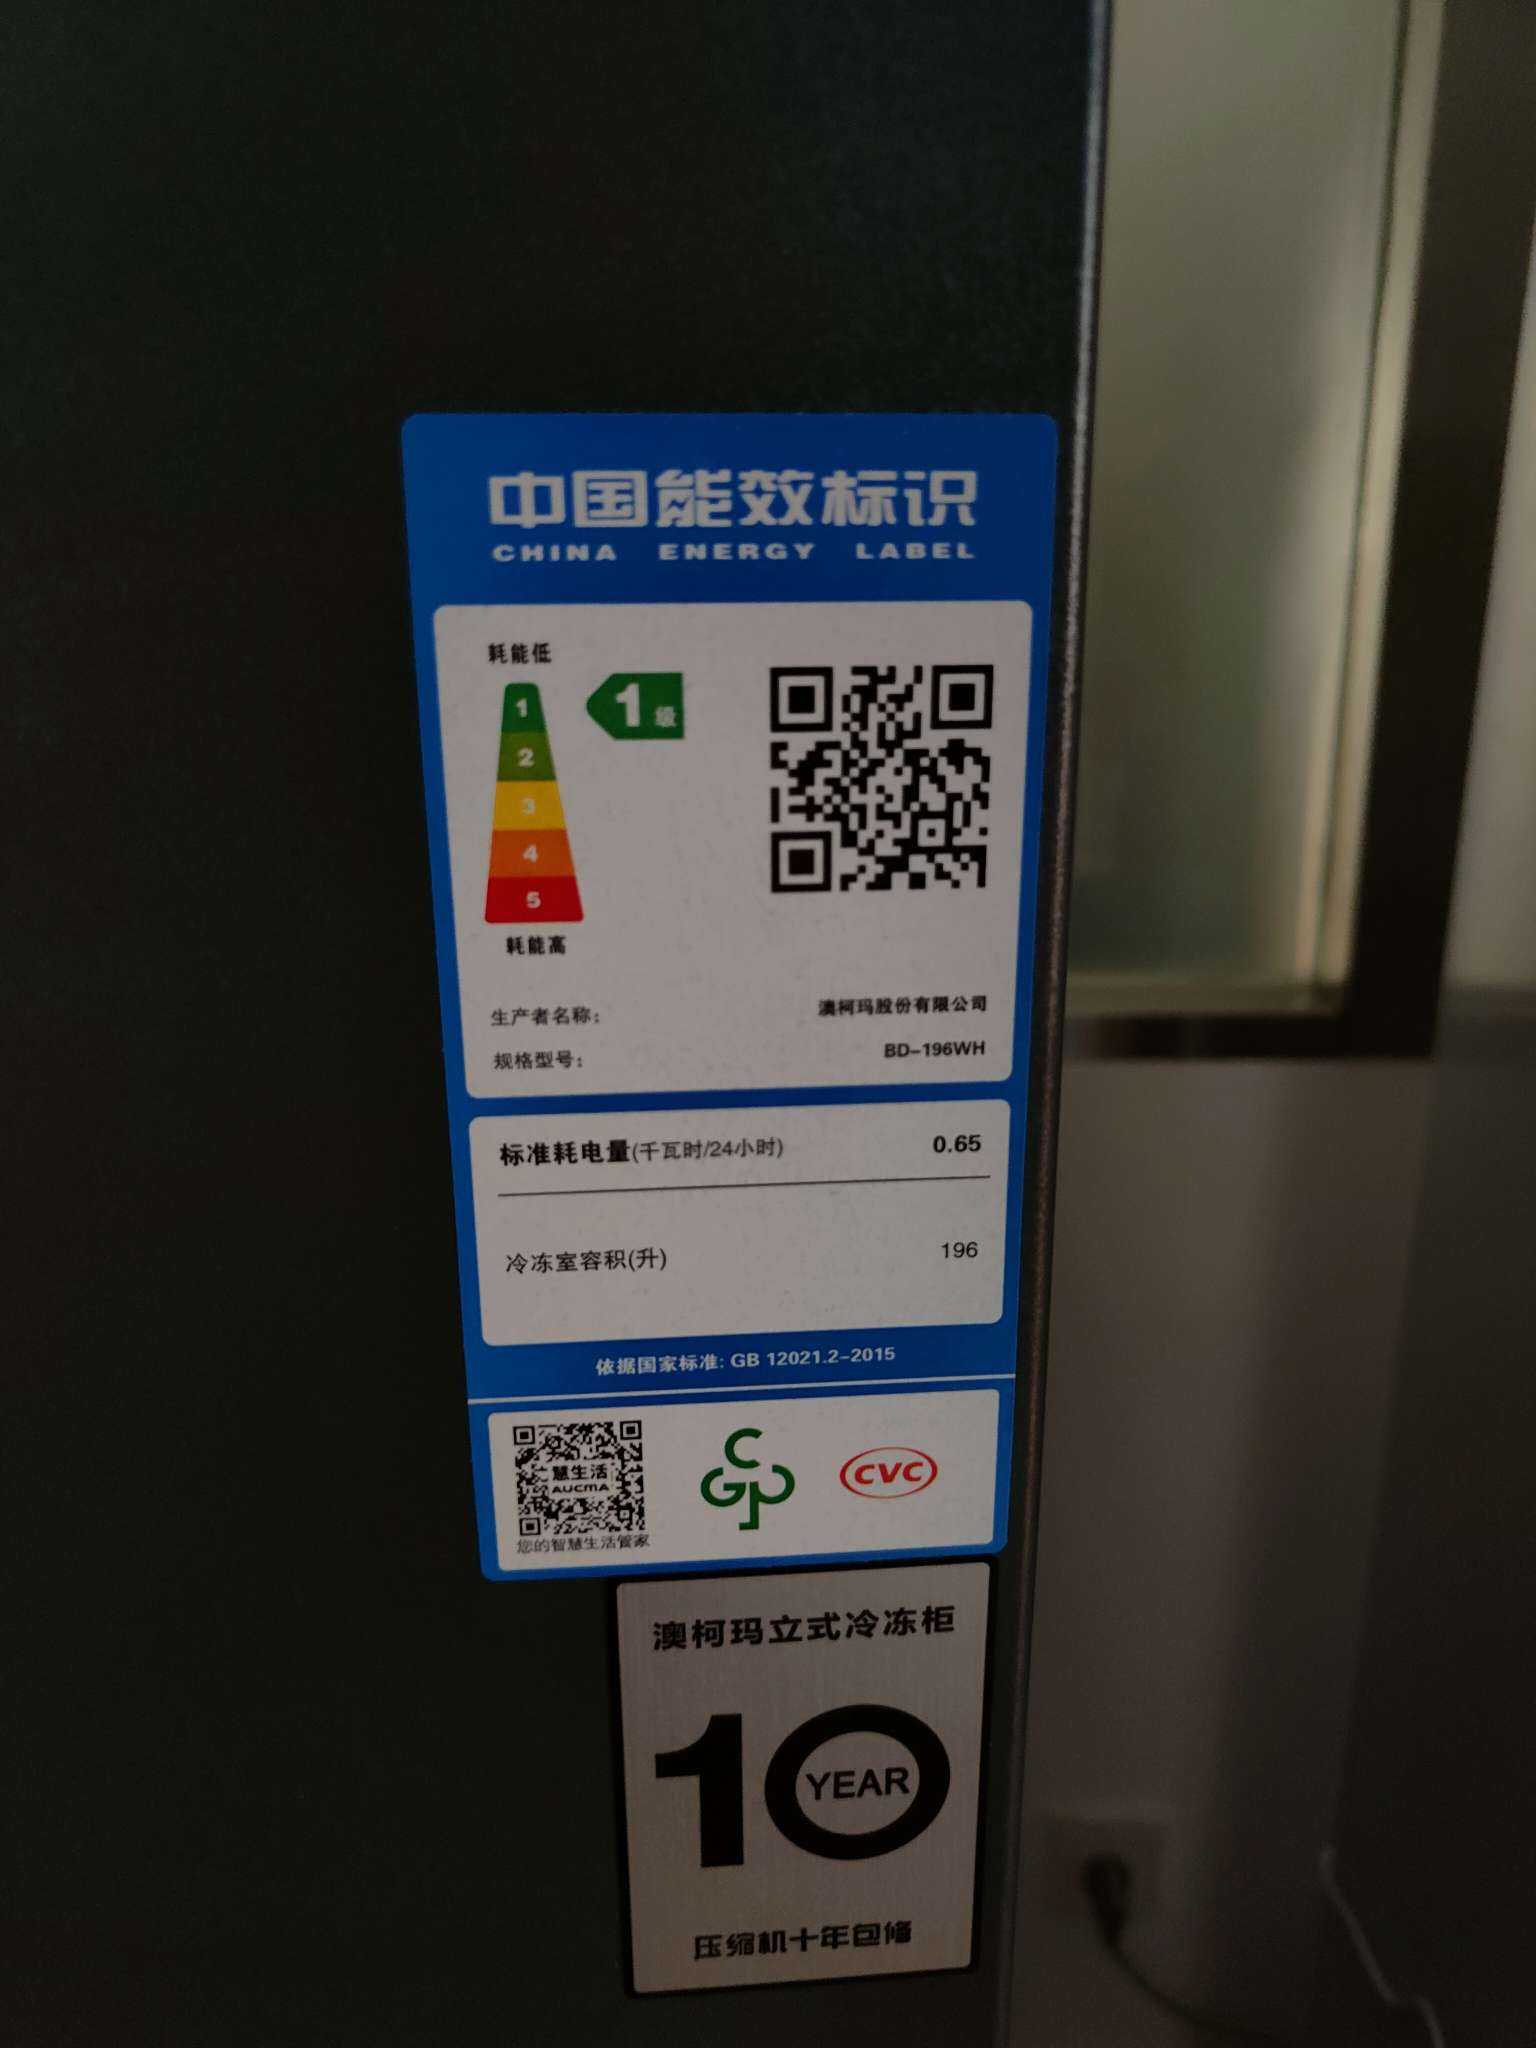 中国能效标识
CHINA ENERGY LABEL
耗能低
1
1级
2
3
4
5
耗能高
生产者名称: 澳柯玛股份有限公司
规格型号: BD-196WH
标准耗电量(千瓦时/24小时) 0.65
冷冻室容积(升) 196
依据国家标准: GB 12021.2-2015
慧生活
AUCMA
您的智慧生活管家
CGP
CVC
澳柯玛立式冷冻柜
10
YEAR
压缩机十年包修